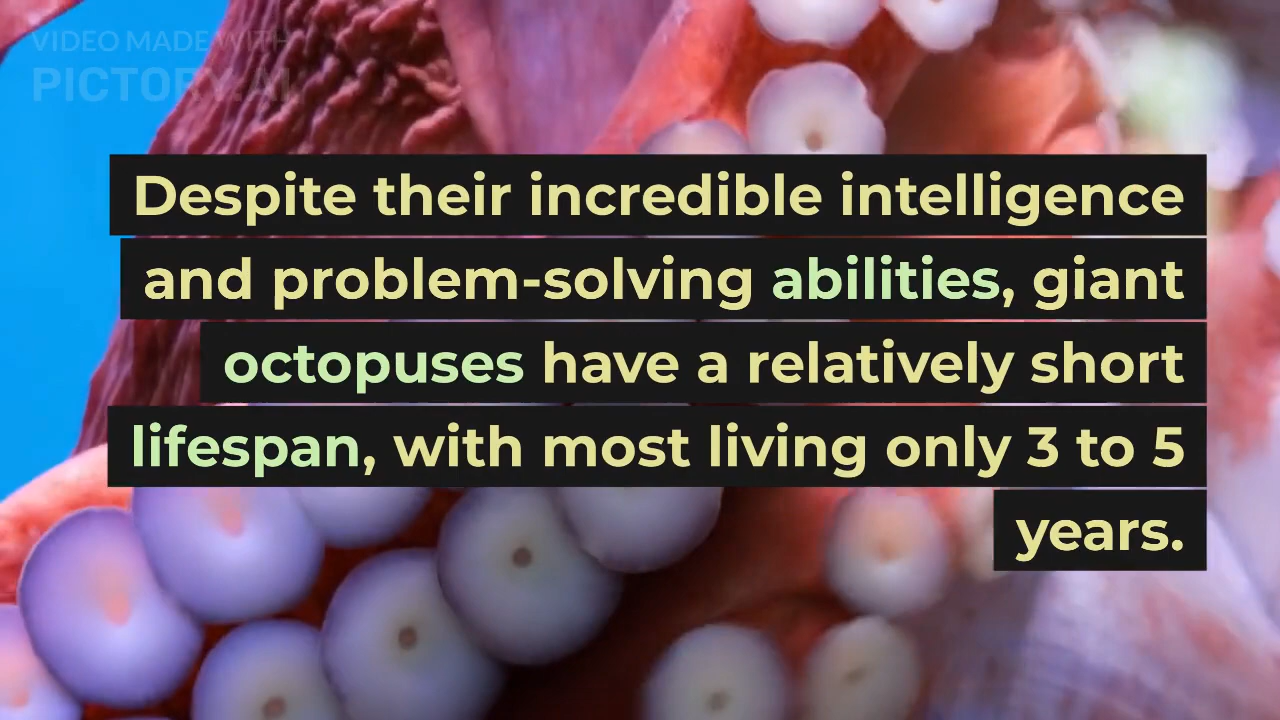 VIDEO MADE WITH
PICTORY.AI
Despite their incredible intelligence
and problem-solving abilities, giant
octopuses have a relatively short
lifespan, with most living only 3 to 5
years.